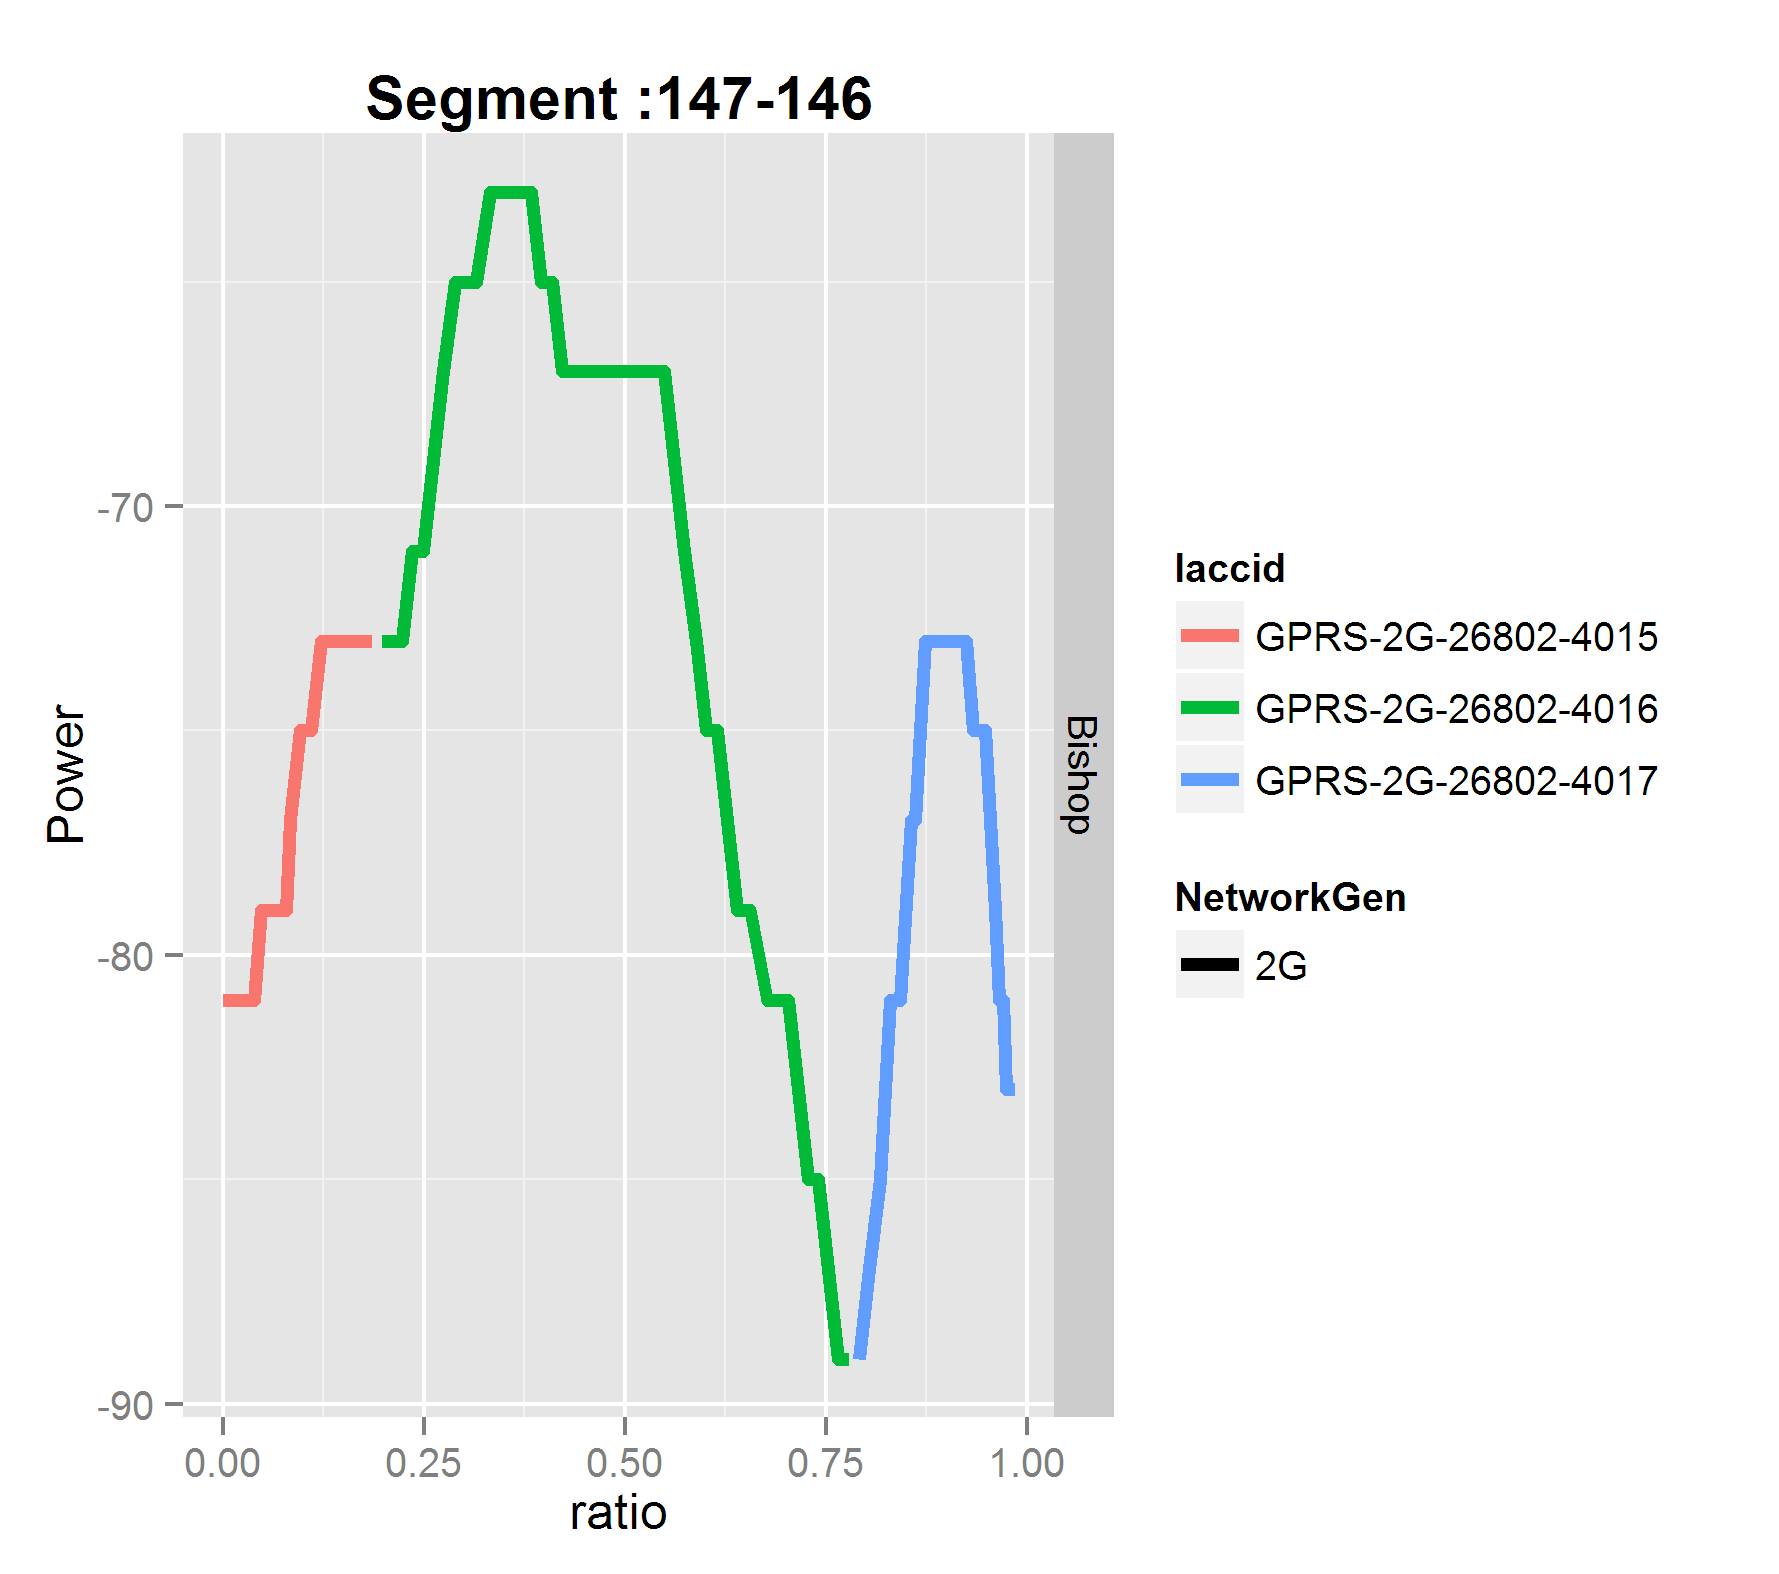 Segment :147-146
Power
-70
-80
-90
0.00 0.25 0.50 0.75 1.00
ratio
Bishop
laccid
GPRS-2G-26802-4015
GPRS-2G-26802-4016
GPRS-2G-26802-4017
NetworkGen
2G